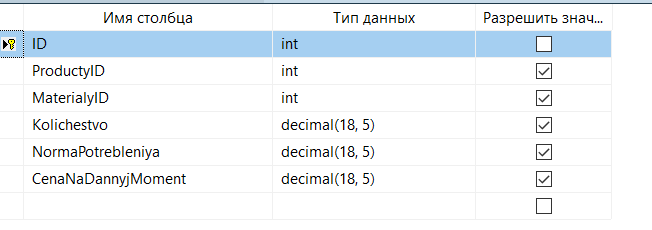 Имя столбца Тип данных Разрешить знач...
ID int
ProductyID int
MaterialyID int
Kolichestvo decimal(18, 5)
NormaPotrebleniya decimal(18, 5)
CenaNaDannyjMoment decimal(18, 5)